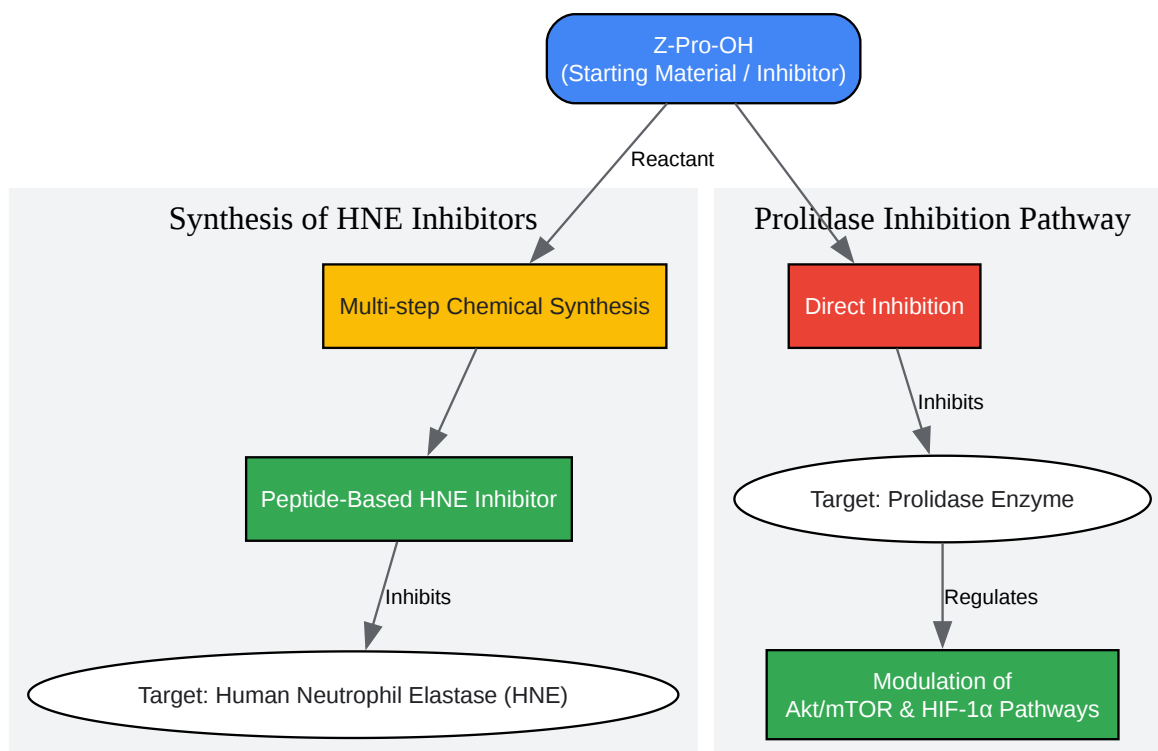 Z-Pro-OH
(Starting Material / Inhibitor)
Reactant
Synthesis of HNE Inhibitors
Prolidase Inhibition Pathway
Multi-step Chemical Synthesis
Direct Inhibition
Inhibits
Peptide-Based HNE Inhibitor
Target: Prolidase Enzyme
Inhibits
Regulates
Target: Human Neutrophil Elastase (HNE)
Modulation of
Akt/mTOR & HIF-1α Pathways